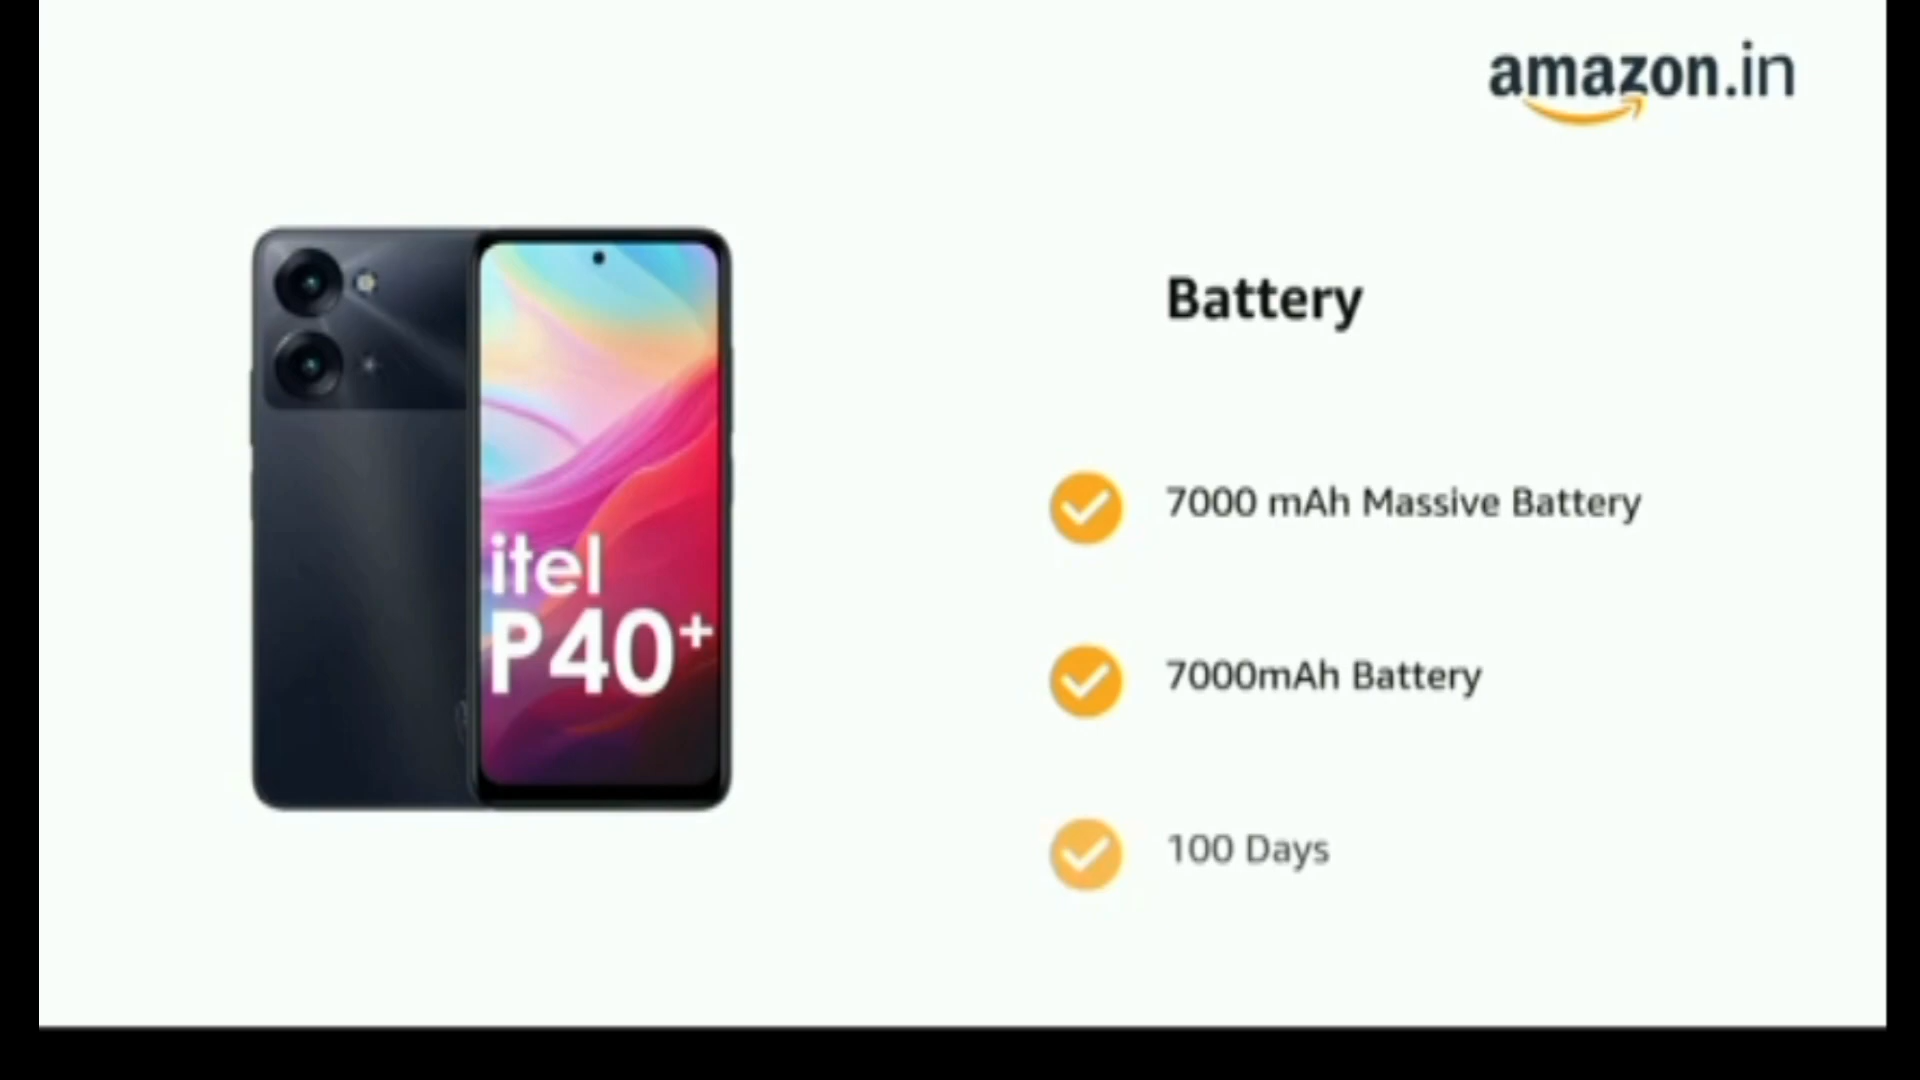 amazon.in
itel
P40+
Battery
7000 mAh Massive Battery
7000mAh Battery
100 Days